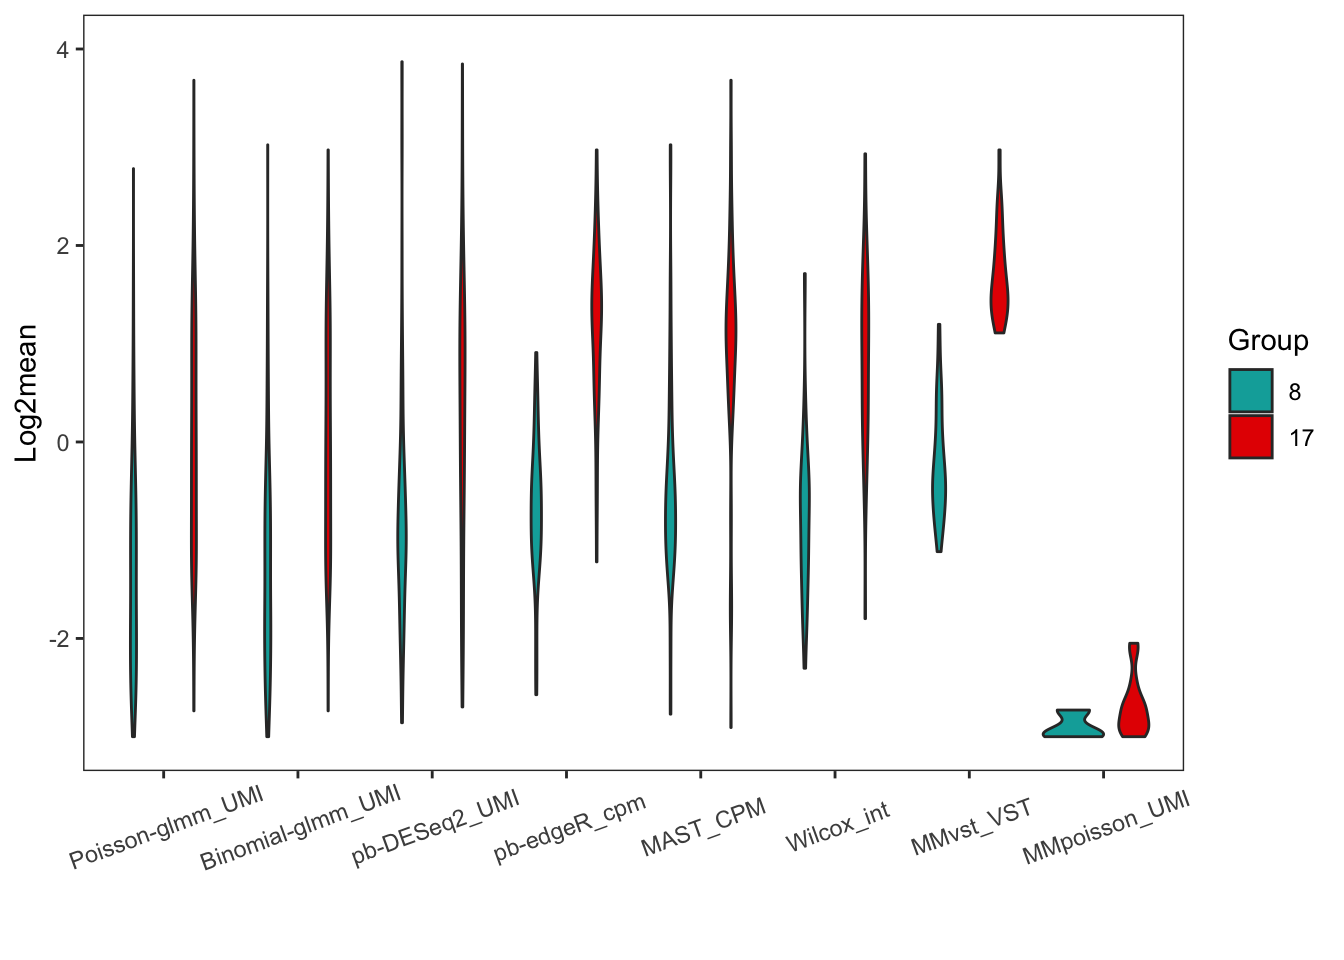 4
2
0
-2
Log2mean
Poisson-glmm_UMI
Binomial-glmm_UMI
pb-DESeq2_UMI
pb-edgeR_cpm
MAST_CPM
Wilcox_int
MMvst_VST
MMpoisson_UMI
Group
8
17